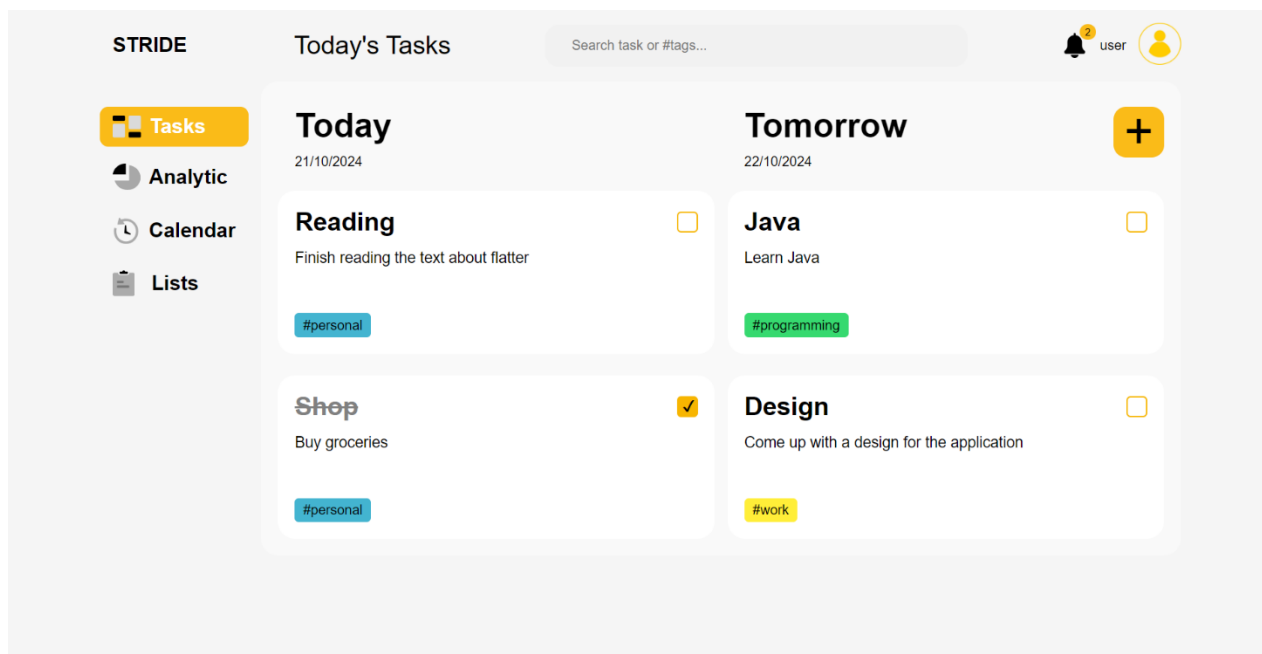 STRIDE
Today's Tasks
Search task or #tags...
2
user
Tasks
Analytic
Calendar
Lists
Today
21/10/2024
Tomorrow
22/10/2024
+
Reading
Finish reading the text about flatter
#personal
Java
Learn Java
#programming
Shop
Buy groceries
#personal
Design
Come up with a design for the application
#work